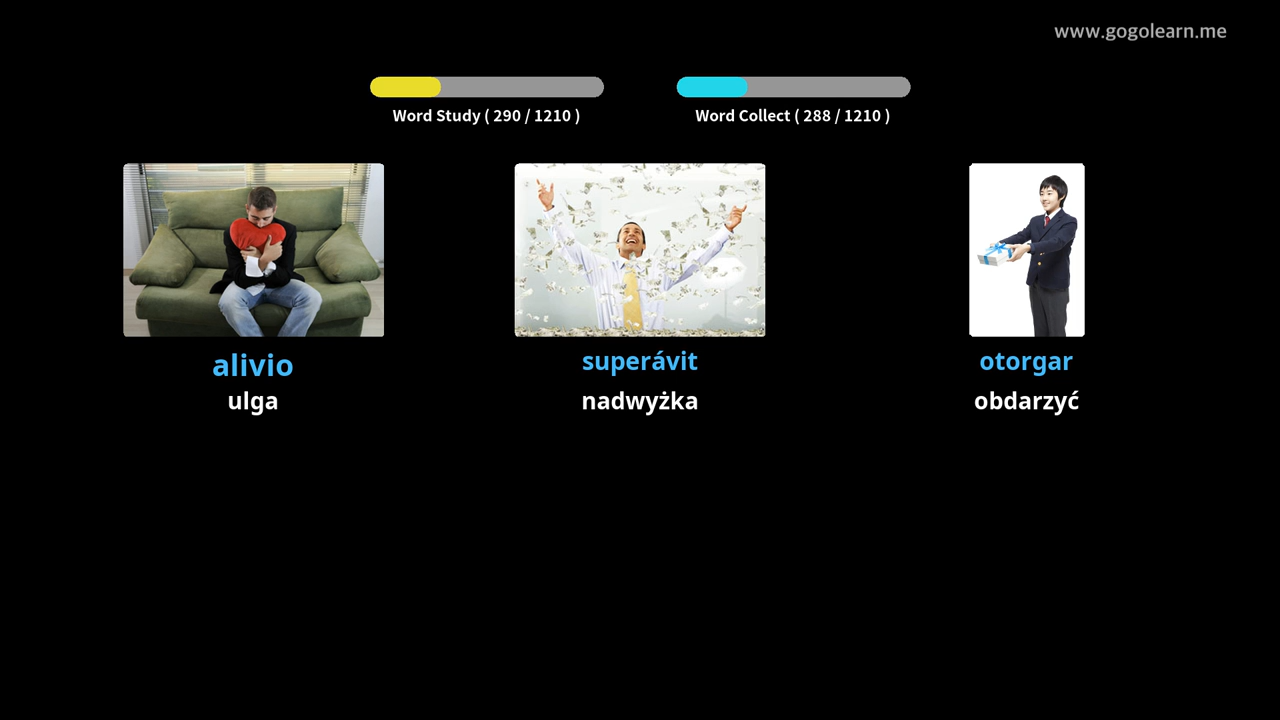 www.gogolearn.me
Word Study ( 290 / 1210 )
Word Collect ( 288 / 1210 )
alivio
superávit
otorgar
ulga
nadwyżka
obdarzyć